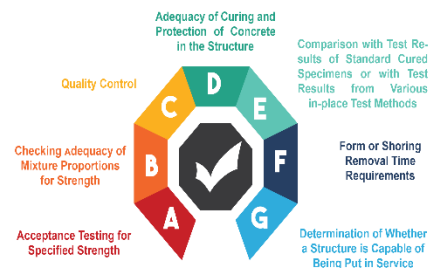 Adequacy of Curing and
Protection of Concrete
in the Structure
Comparison with Test Re-
sults of Standard Cured
Specimens or with Test
Results from Various
in-place Test Methods
Quality Control
D
C
E
Checking Adequacy of
Mixture Proportions
for Strength
B
F
Form or Shoring
Removal Time
Requirements
Acceptance Testing for
Specified Strength
A
G
Determination of Whether
a Structure is Capable of
Being Put in Service